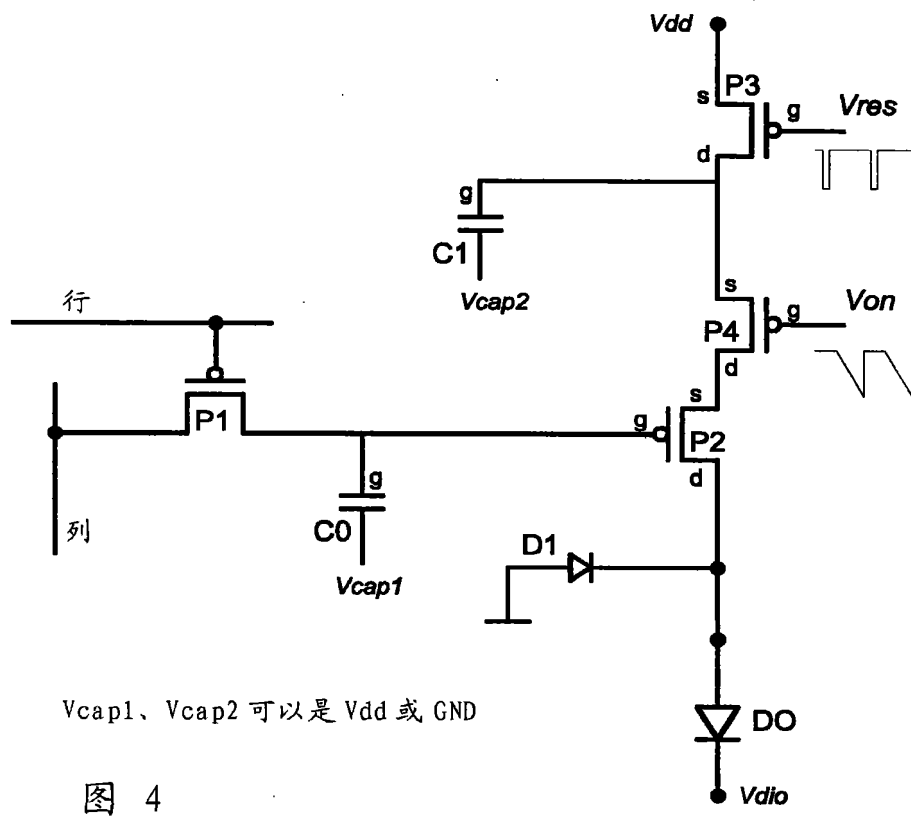 Vdd
P3
s
g
Vres
d
g
C1
Vcap2
行
s
Von
g
P4
d
s
P1
g
P2
d
g
列
C0
D1
Vcap1
Vcap1、Vcap2 可以是 Vdd 或 GND
DO
图 4
Vdio